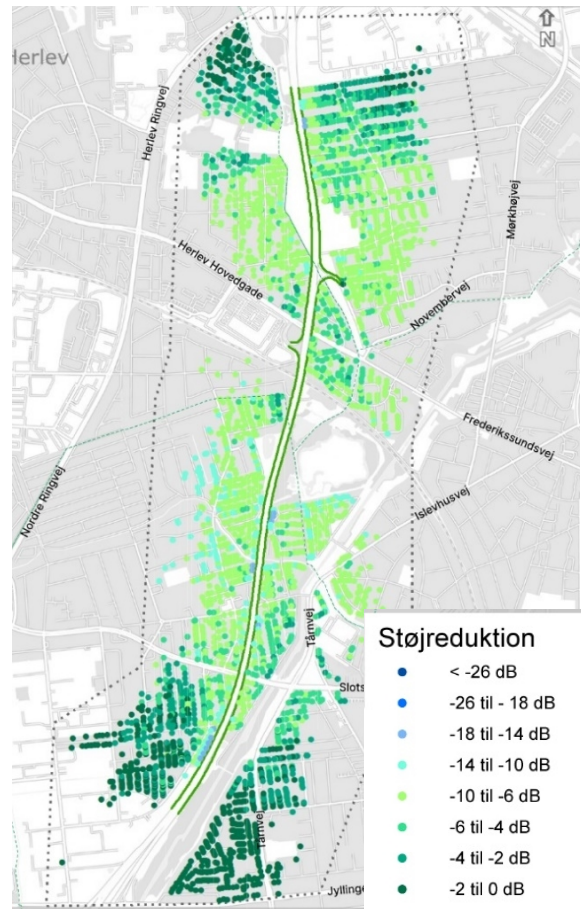 Herlev
N
Herlev Ringvej
Mørkhøjvej
Herlev Hovedgade
Novembervej
Frederikssundsvej
Nordre Ringvej
Islevhusvej
Tårnvej
Slots
Tårnvej
Jyllinge
Støjreduktion
< -26 dB
-26 til - 18 dB
-18 til -14 dB
-14 til -10 dB
-10 til -6 dB
-6 til -4 dB
-4 til -2 dB
-2 til 0 dB